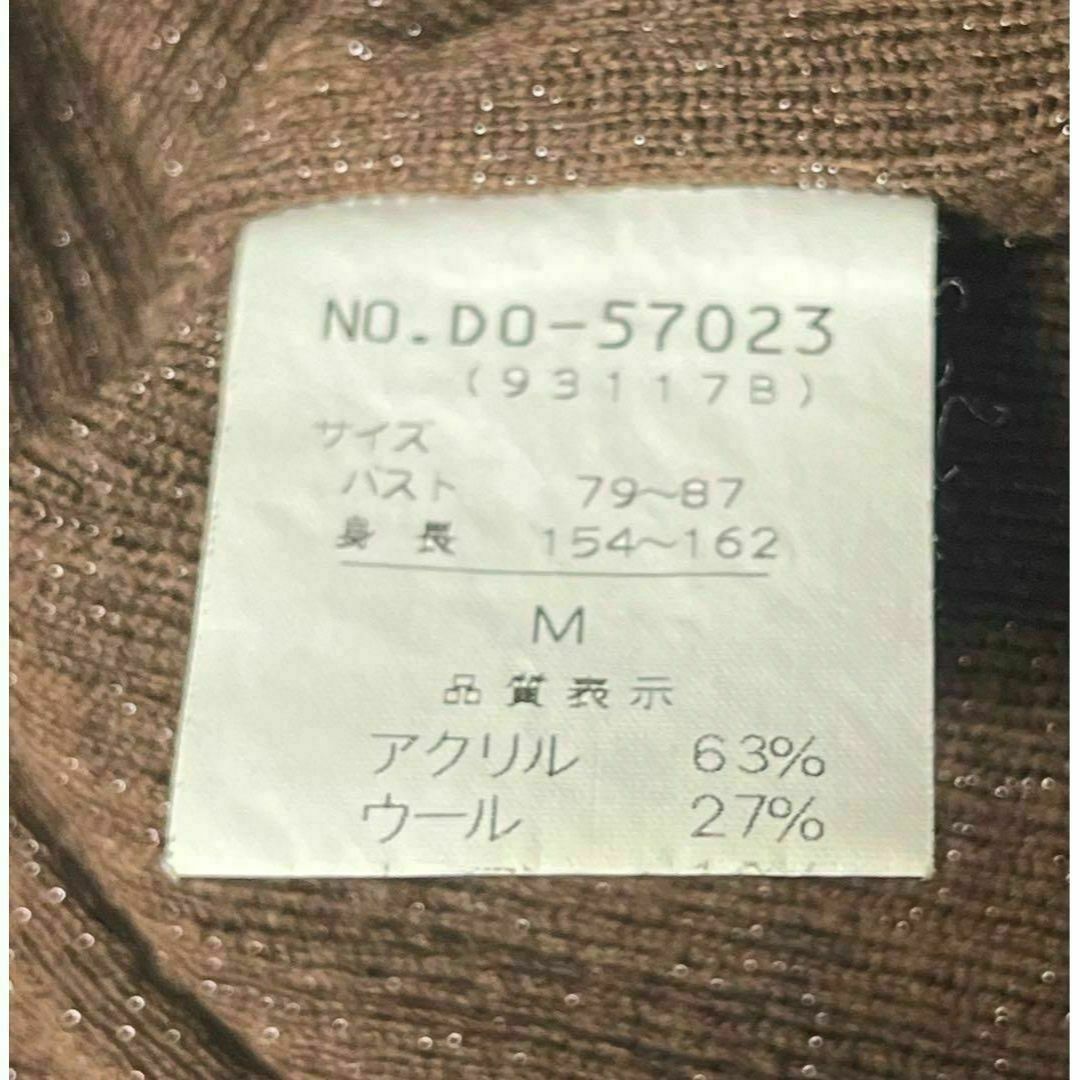 NO.DO-57023
(93117B)
サイズ
バスト 79~87
身長 154~162
M
品質表示
アクリル 63%
ウール 27%